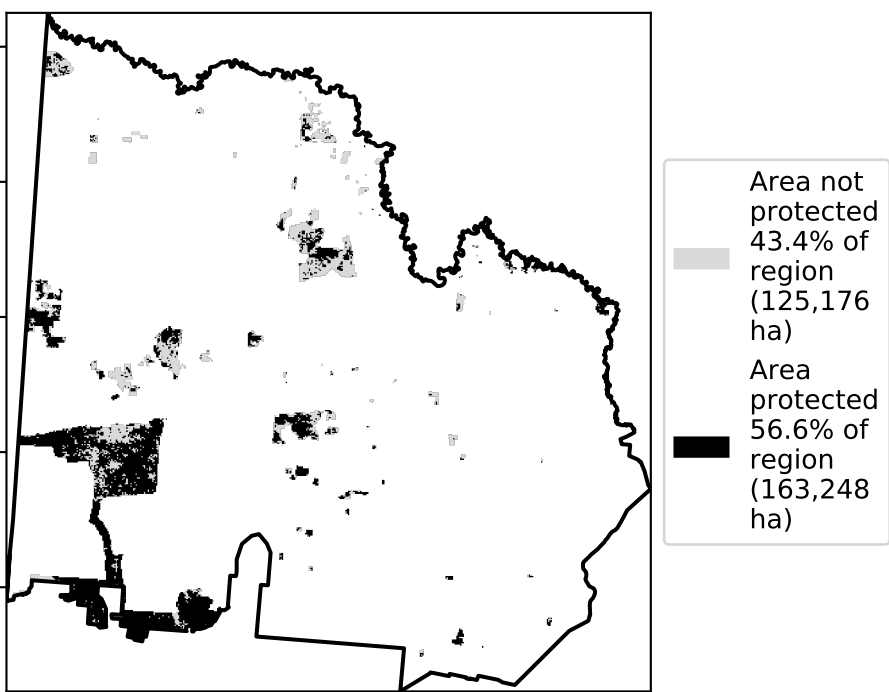 Area not
protected
43.4% of
region
(125,176
ha)
Area
protected
56.6% of
region
(163,248
ha)